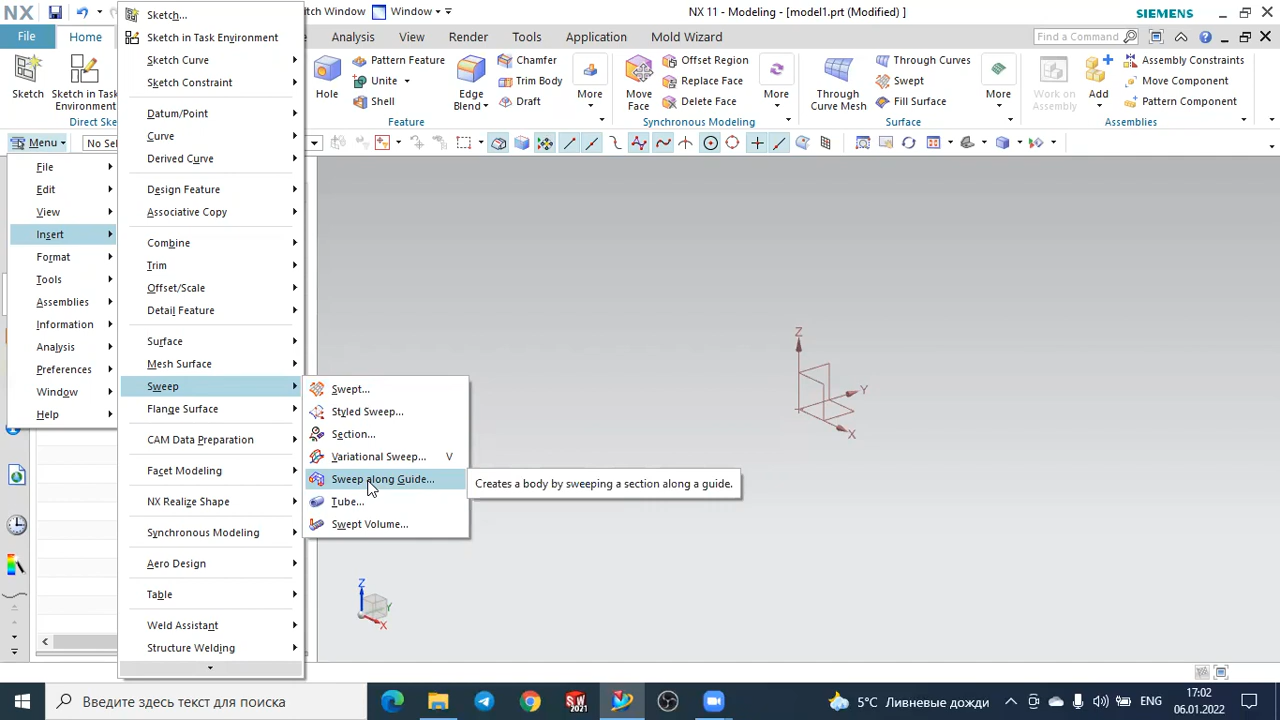 NX
itch Window
Window
NX 11 - Modeling - [model1.prt (Modified) ]
SIEMENS
File
Home
Analysis
View
Render
Tools
Application
Mold Wizard
Find a Command
Sketch
Sketch in Task Environment
Direct Sk
Hole
Pattern Feature
Unite
Shell
Edge Blend
Chamfer
Trim Body
Draft
More
Feature
Move Face
Offset Region
Replace Face
Delete Face
More
Synchronous Modeling
Through Curve Mesh
Through Curves
Swept
Fill Surface
More
Surface
Work on Assembly
Add
Assembly Constraints
Move Component
Pattern Component
Assemblies
Menu
No Sel
File
Edit
View
Insert
Format
Tools
Assemblies
Information
Analysis
Preferences
Window
Help
Sketch...
Sketch in Task Environment
Sketch Curve
Sketch Constraint
Datum/Point
Curve
Derived Curve
Design Feature
Associative Copy
Combine
Trim
Offset/Scale
Detail Feature
Surface
Mesh Surface
Sweep
Flange Surface
CAM Data Preparation
Facet Modeling
NX Realize Shape
Synchronous Modeling
Aero Design
Table
Weld Assistant
Structure Welding
Swept...
Styled Sweep...
Section...
Variational Sweep... V
Sweep along Guide...
Tube...
Swept Volume...
Creates a body by sweeping a section along a guide.
Z
Y
X
Z
Y
X
Введите здесь текст для поиска
SW
2021
5°C Ливневые дожди
ENG
17:02
06.01.2022